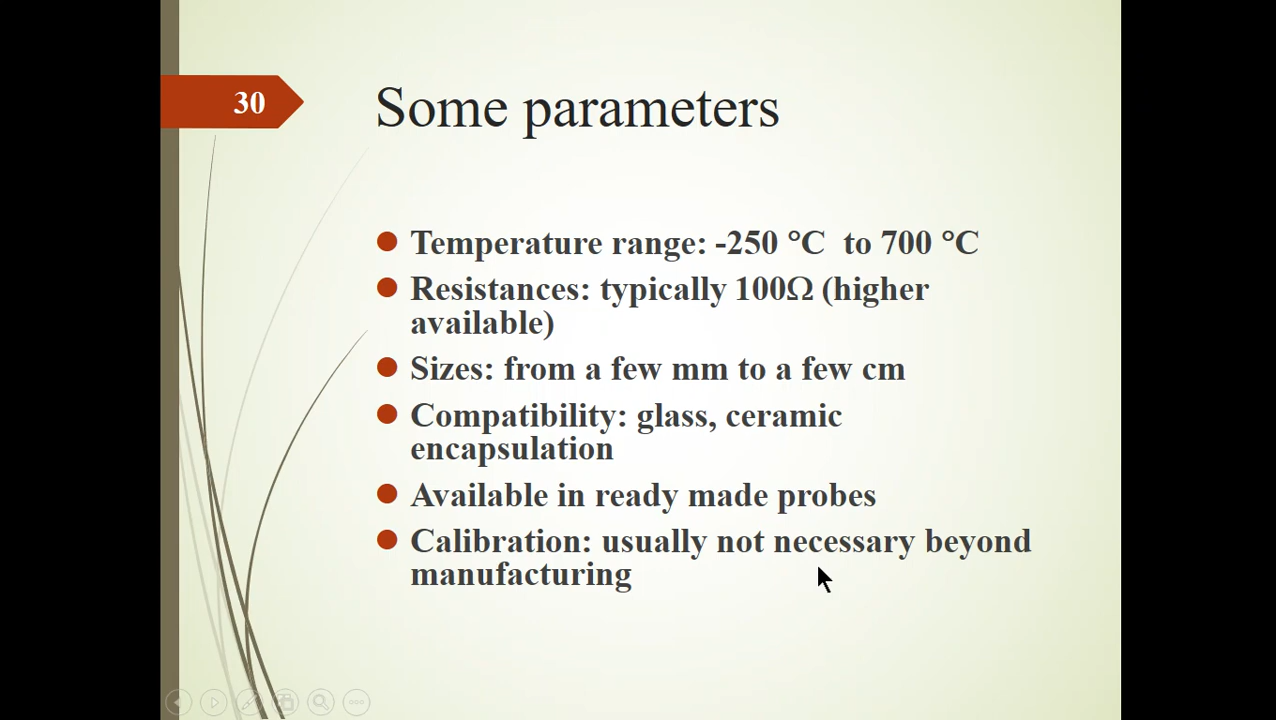 30
Some parameters
Temperature range: -250 °C  to 700 °C
Resistances: typically 100Ω (higher
available)
Sizes: from a few mm to a few cm
Compatibility: glass, ceramic
encapsulation
Available in ready made probes
Calibration: usually not necessary beyond
manufacturing